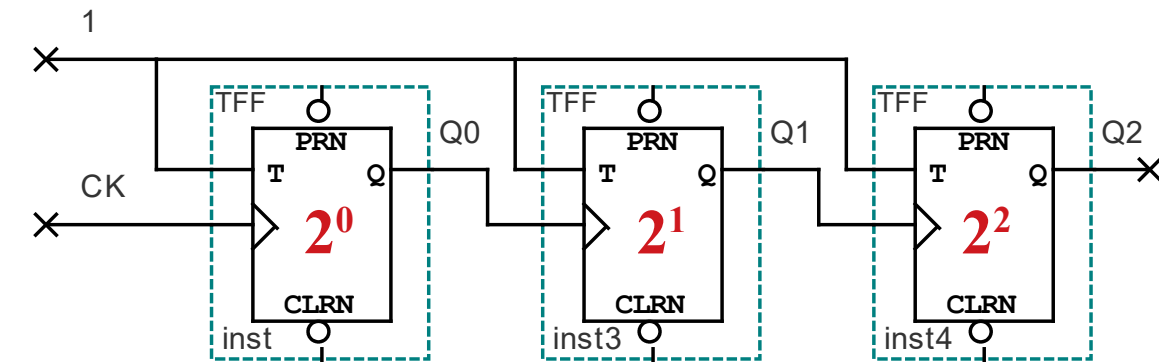 1
TFF
TFF
TFF
PRN
Q0
PRN
Q1
PRN
Q2
T
Q
T
Q
T
Q
CK
2⁰
2¹
2²
CLRN
CLRN
CLRN
inst
inst3
inst4